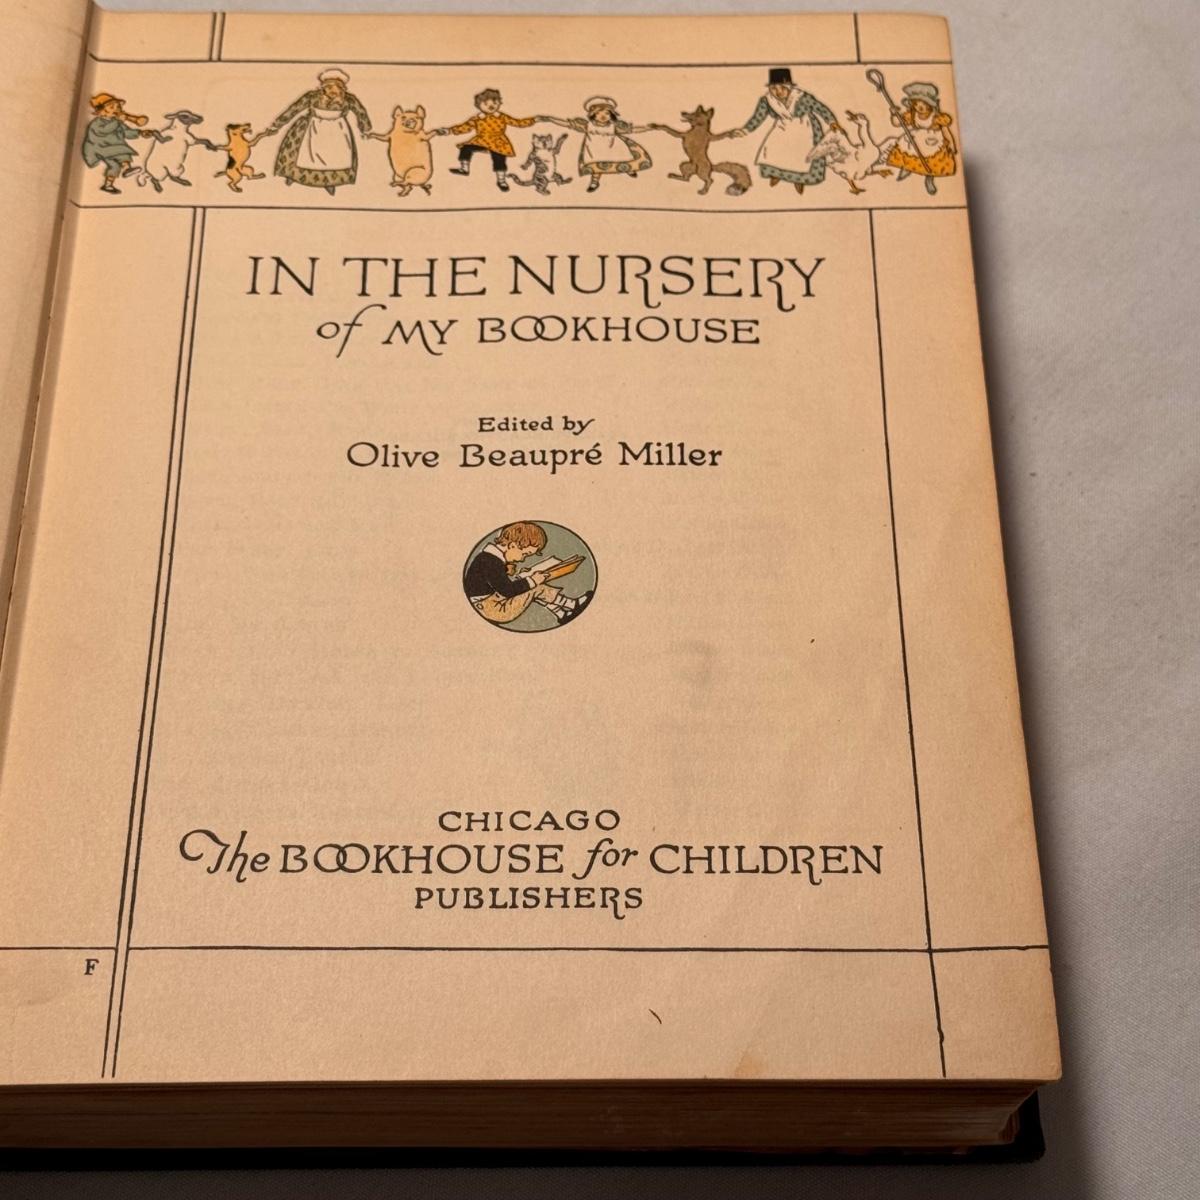 IN THE NURSERY
of MY BOOKHOUSE
Edited by
Olive Beaupré Miller
CHICAGO
The BOOKHOUSE for CHILDREN
PUBLISHERS
F